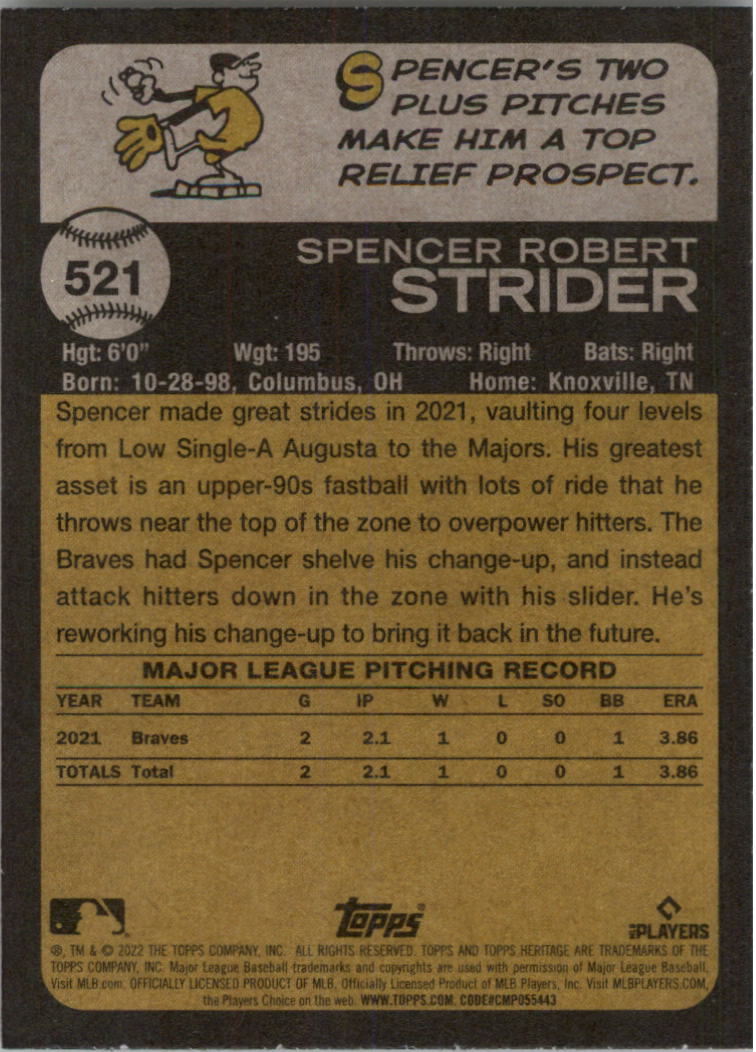 SPENCER'S TWO
PLUS PITCHES
MAKE HIM A TOP
RELIEF PROSPECT.
521
SPENCER ROBERT
STRIDER
Hgt: 6'0" Wgt: 195 Throws: Right Bats: Right
Born: 10-28-98, Columbus, OH Home: Knoxville, TN
Spencer made great strides in 2021, vaulting four levels
from Low Single-A Augusta to the Majors. His greatest
asset is an upper-90s fastball with lots of ride that he
throws near the top of the zone to overpower hitters. The
Braves had Spencer shelve his change-up, and instead
attack hitters down in the zone with his slider. He's
reworking his change-up to bring it back in the future.
MAJOR LEAGUE PITCHING RECORD
YEAR TEAM G IP W L SO BB ERA
2021 Braves 2 2.1 1 0 0 1 3.86
TOTALS Total 2 2.1 1 0 0 1 3.86
Topps®
MLBPLAYERS
®, TM & © 2022 THE TOPPS COMPANY, INC. ALL RIGHTS RESERVED. TOPPS AND TOPPS HERITAGE ARE TRADEMARKS OF THE
TOPPS COMPANY, INC. Major League Baseball trademarks and copyrights are used with permission of Major League Baseball.
Visit MLB.com. OFFICIALLY LICENSED PRODUCT OF MLB. Officially Licensed Product of MLB Players, Inc. Visit MLBPLAYERS.COM,
the Players Choice on the web. WWW.TOPPS.COM. CODE#CMP055443